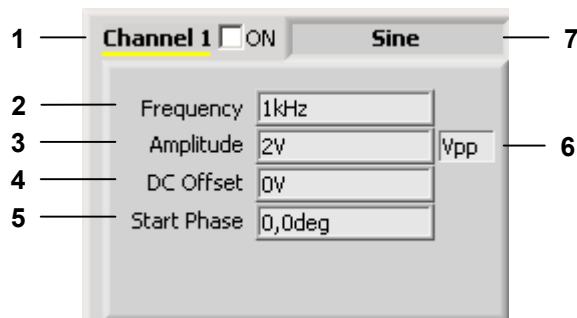 1 Channel 1 ON Sine 7
2 Frequency 1kHz
3 Amplitude 2V Vpp 6
4 DC Offset 0V
5 Start Phase 0,0deg